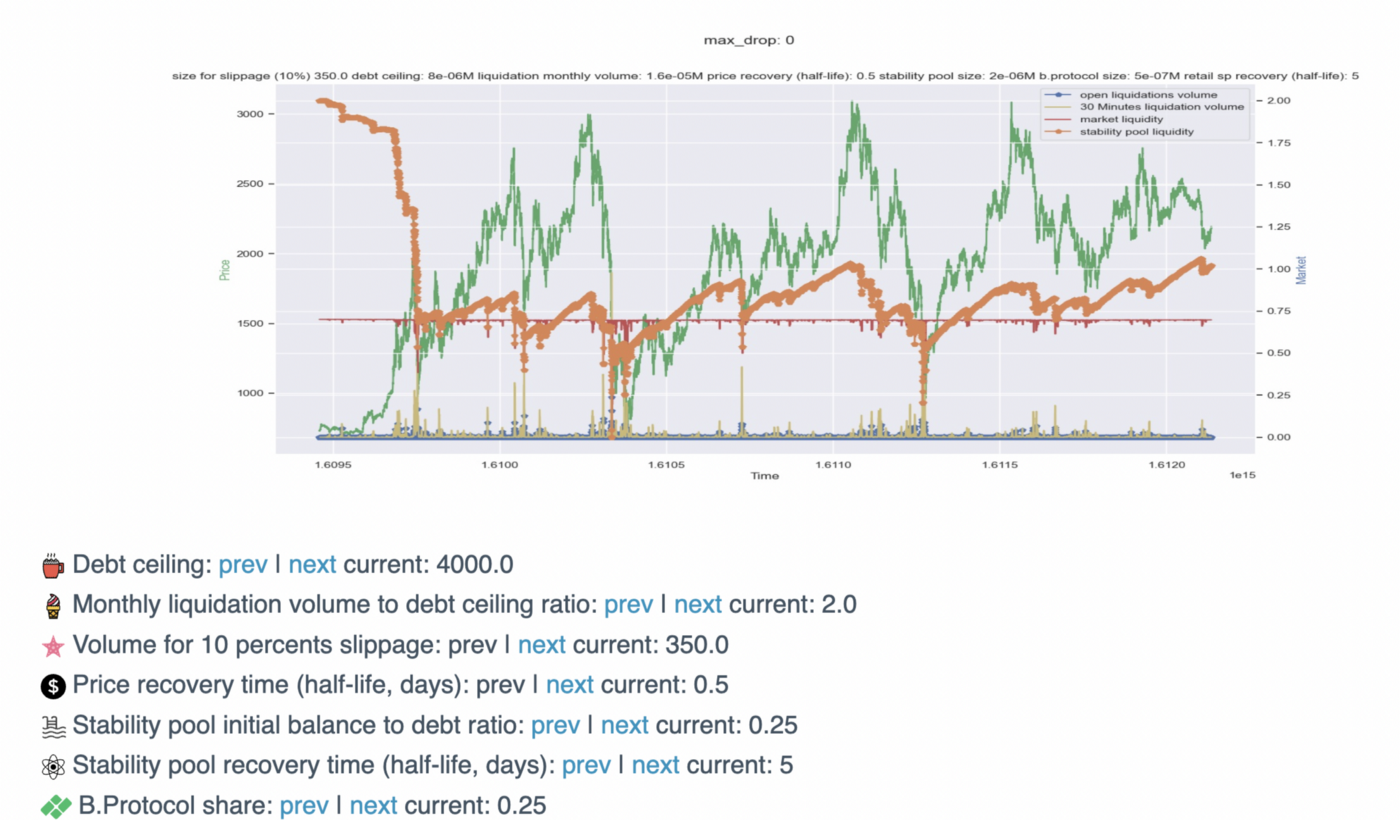 max_drop: 0
size for slippage (10%) 350.0 debt ceiling: 8e-06M liquidation monthly volume: 1.6e-05M price recovery (half-life): 0.5 stability pool size: 2e-06M b.protocol size: 5e-07M retail sp recovery (half-life): 5
open liquidations volume
30 Minutes liquidation volume
market liquidity
stability pool liquidity
3000
2500
2000
1500
1000
Price
2.00
1.75
1.50
1.25
1.00
0.75
0.50
0.25
0.00
Market
1.6095 1.6100 1.6105 1.6110 1.6115 1.6120
Time
1e15
Debt ceiling: prev | next current: 4000.0
Monthly liquidation volume to debt ceiling ratio: prev | next current: 2.0
Volume for 10 percents slippage: prev | next current: 350.0
$ Price recovery time (half-life, days): prev | next current: 0.5
Stability pool initial balance to debt ratio: prev | next current: 0.25
Stability pool recovery time (half-life, days): prev | next current: 5
B.Protocol share: prev | next current: 0.25